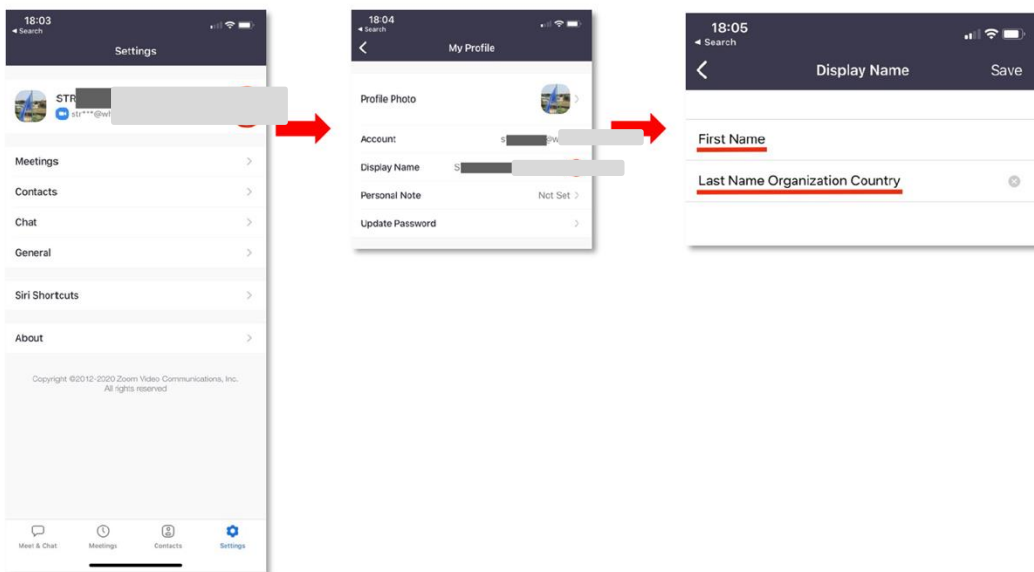 18:03
Search
Settings
STR
str***@wh
Meetings
Contacts
Chat
General
Siri Shortcuts
About
Copyright ©2012-2020 Zoom Video Communications, Inc.
All rights reserved
Meet & Chat
Meetings
Contacts
Settings
18:04
Search
My Profile
Profile Photo
Account s @w
Display Name S
Personal Note Not Set
Update Password
18:05
Search
Display Name Save
First Name
Last Name Organization Country